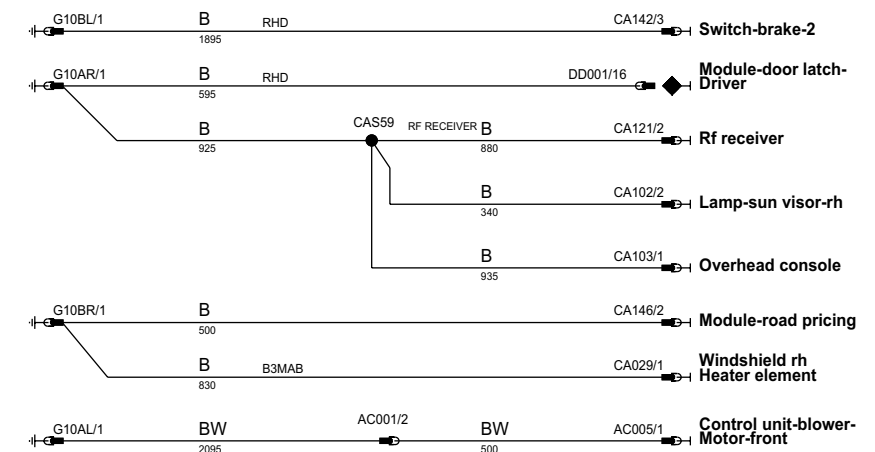 G10BL/1 B RHD CA142/3 Switch-brake-2
1895
G10AR/1 B RHD DD001/16 Module-door latch-
Driver
595
B CAS59 RF RECEIVER B CA121/2 Rf receiver
925 880
B CA102/2 Lamp-sun visor-rh
340
B CA103/1 Overhead console
935
G10BR/1 B CA146/2 Module-road pricing
500
B B3MAB CA029/1 Windshield rh
Heater element
830
G10AL/1 BW AC001/2 BW AC005/1 Control unit-blower-
Motor-front
2095 500